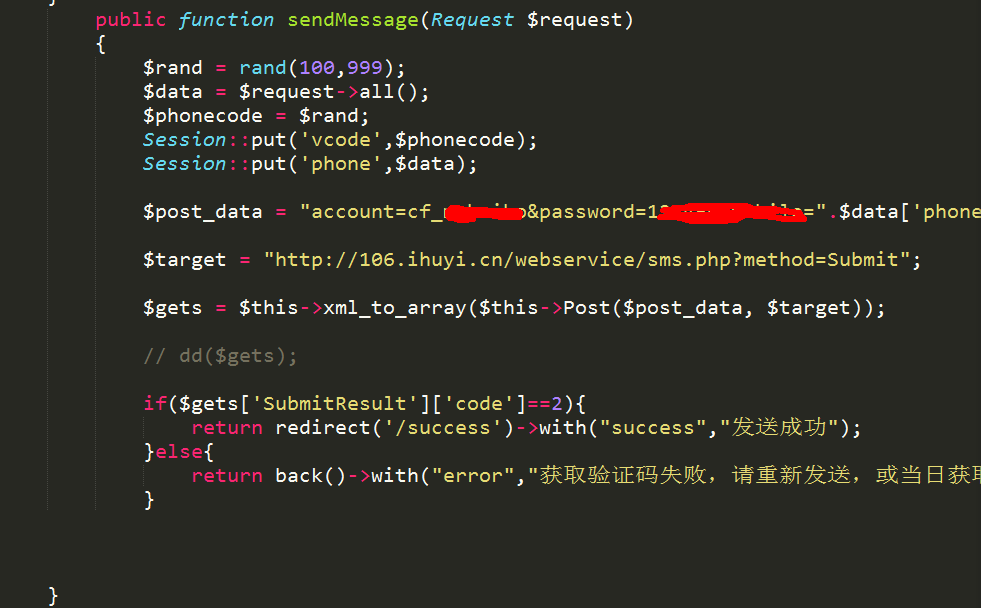 }
public function sendMessage(Request $request)
{
$rand = rand(100,999);
$data = $request->all();
$phonecode = $rand;
Session::put('vcode',$phonecode);
Session::put('phone',$data);
$post_data = "account=cf_&password=1=".$data['phone
$target = "http://106.ihuyi.cn/webservice/sms.php?method=Submit";
$gets = $this->xml_to_array($this->Post($post_data, $target));
// dd($gets);
if($gets['SubmitResult']['code']==2){
return redirect('/success')->with("success","发送成功");
}else{
return back()->with("error","获取验证码失败，请重新发送，或当日获取
}
}